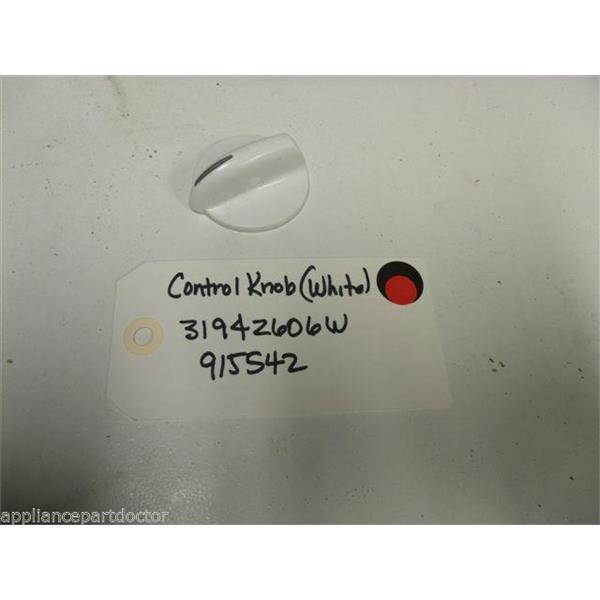 Control Knob (White)
31942606W
915542
appliancepartdoctor